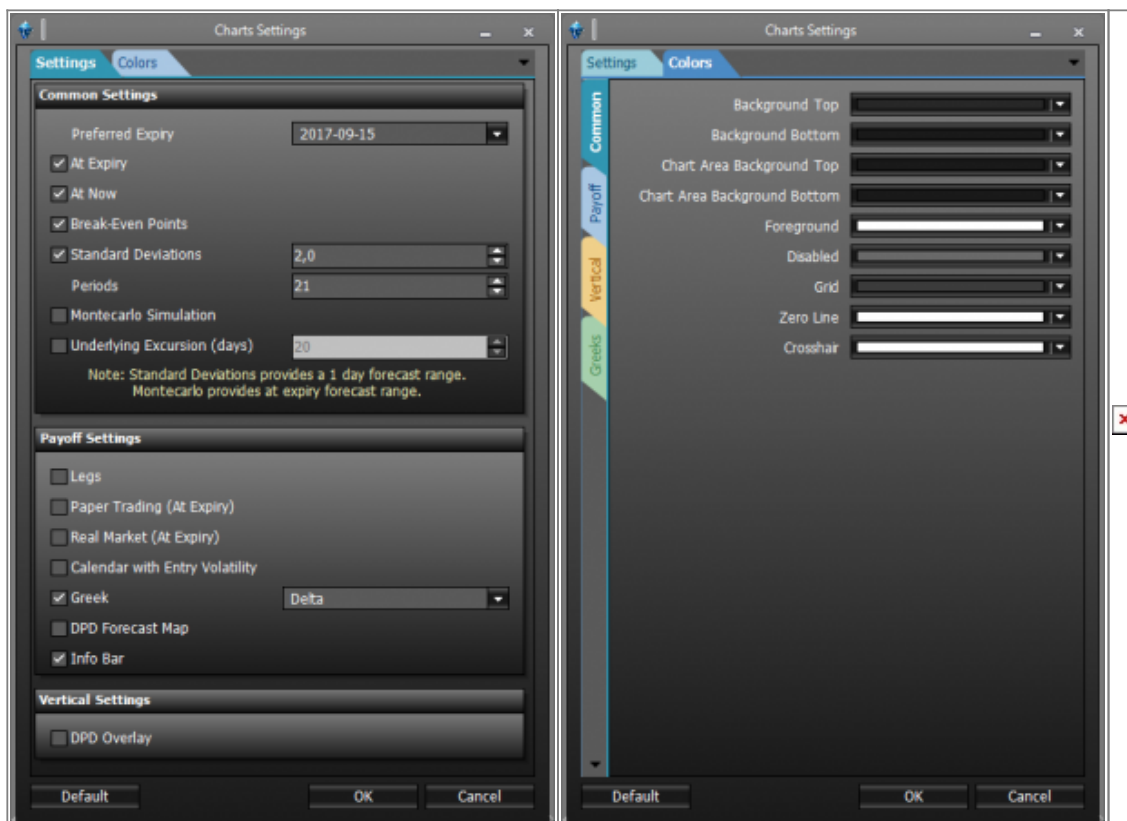 Charts Settings
Settings Colors
Common Settings
Preferred Expiry 2017-09-15
At Expiry
At Now
Break-Even Points
Standard Deviations 2,0
Periods 21
Montecarlo Simulation
Underlying Excursion (days) 20
Note: Standard Deviations provides a 1 day forecast range.
Montecarlo provides at expiry forecast range.
Payoff Settings
Legs
Paper Trading (At Expiry)
Real Market (At Expiry)
Calendar with Entry Volatility
Greek Delta
DPD Forecast Map
Info Bar
Vertical Settings
DPD Overlay
Default OK Cancel
Charts Settings
Settings Colors
Common
Payoff
Vertical
Greeks
Background Top
Background Bottom
Chart Area Background Top
Chart Area Background Bottom
Foreground
Disabled
Grid
Zero Line
Crosshair
Default OK Cancel